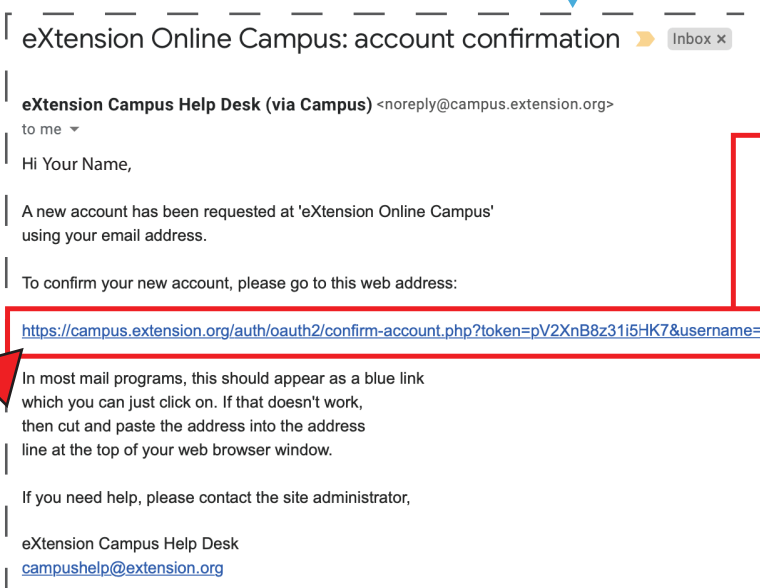 eXtension Online Campus: account confirmation Inbox ×
eXtension Campus Help Desk (via Campus) <noreply@campus.extension.org>
to me
Hi Your Name,
A new account has been requested at 'eXtension Online Campus'
using your email address.
To confirm your new account, please go to this web address:
https://campus.extension.org/auth/oauth2/confirm-account.php?token=pV2XnB8z31i5HK7&username=
In most mail programs, this should appear as a blue link
which you can just click on. If that doesn't work,
then cut and paste the address into the address
line at the top of your web browser window.
If you need help, please contact the site administrator,
eXtension Campus Help Desk
campushelp@extension.org